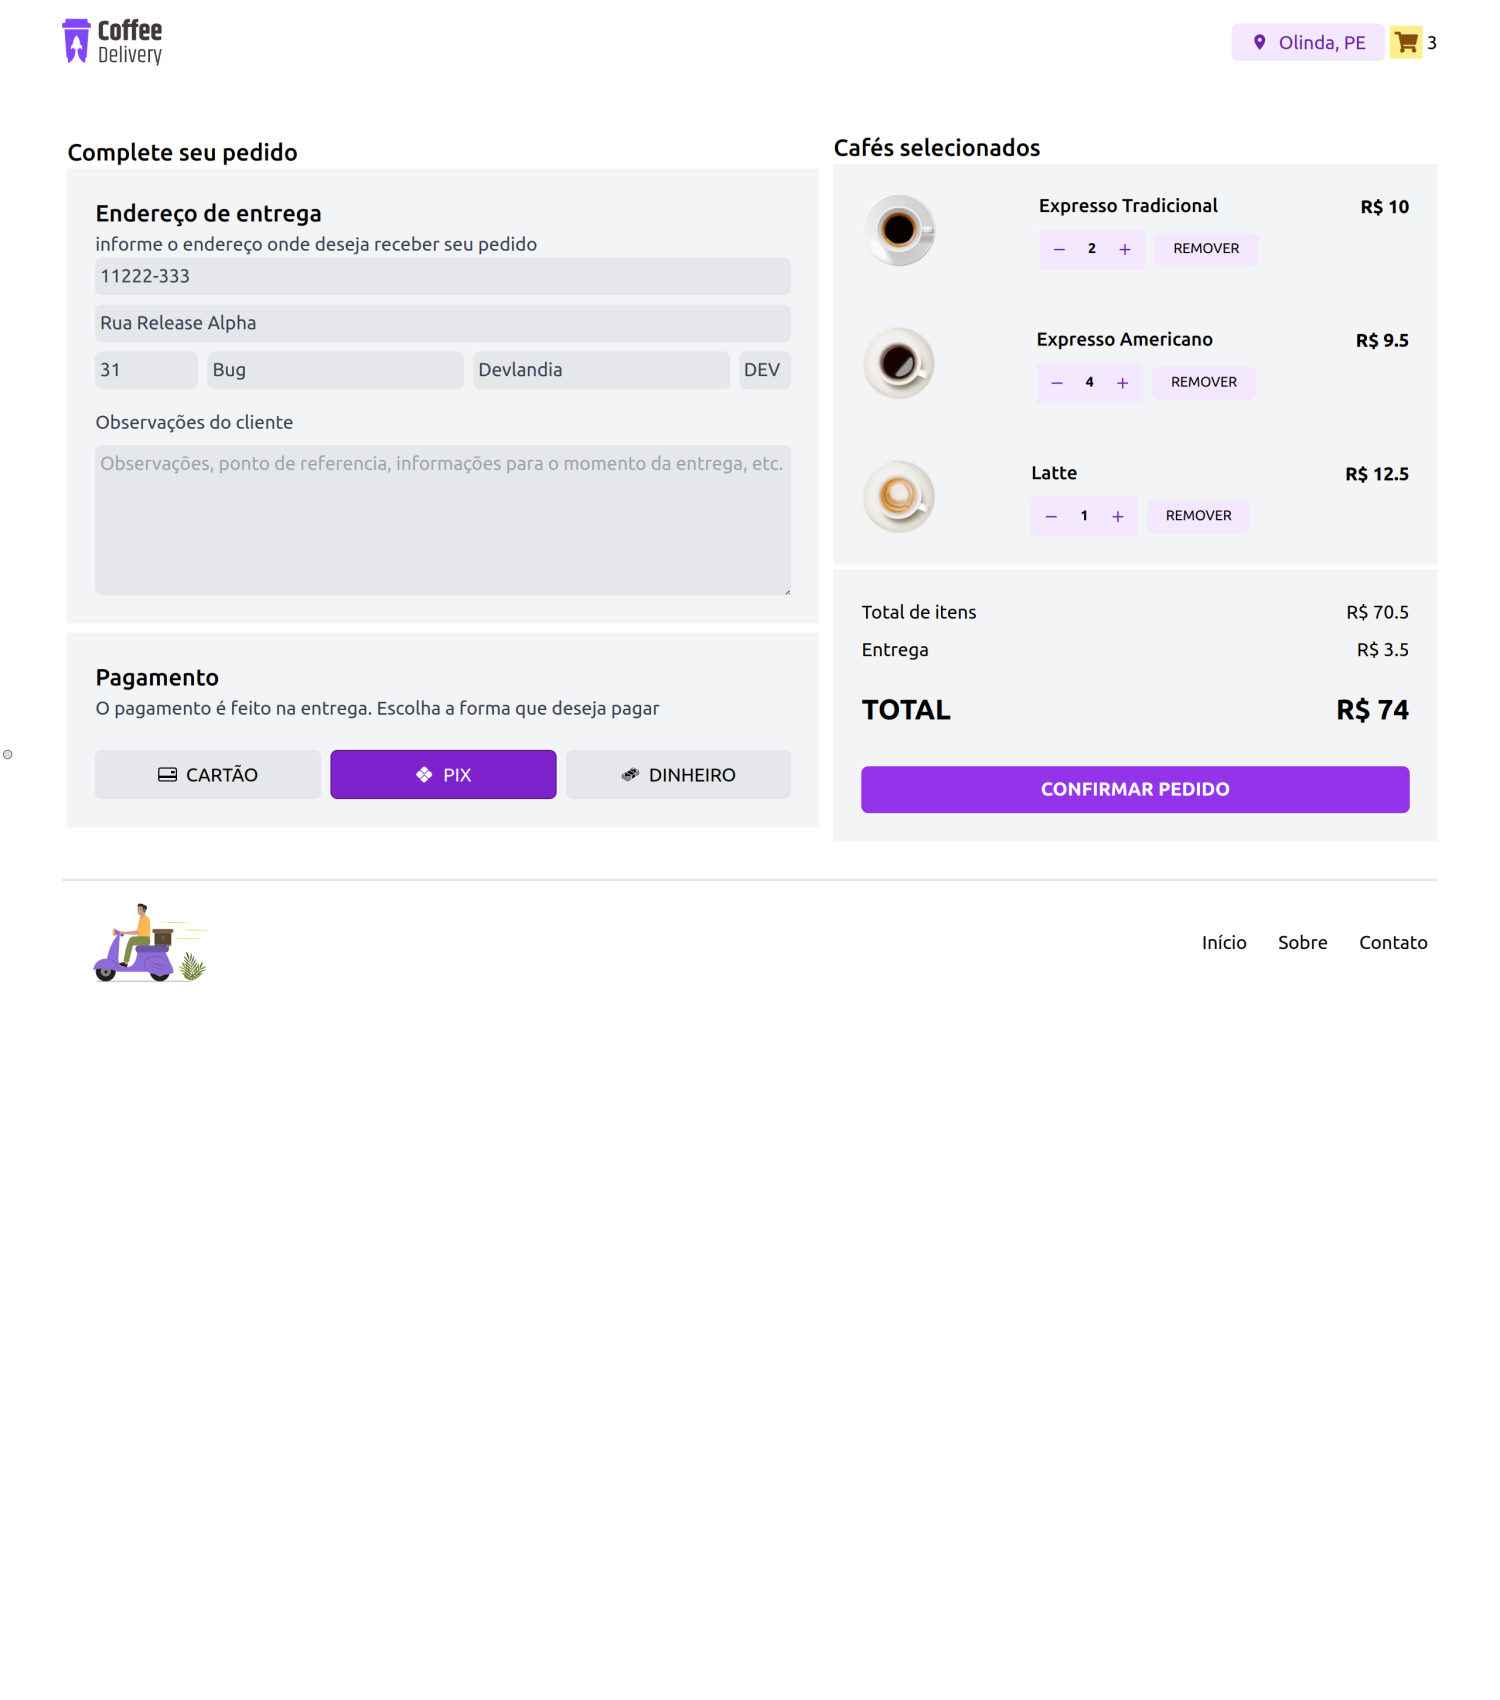 Coffee
Delivery
Olinda, PE
3
Complete seu pedido
Endereço de entrega
informe o endereço onde deseja receber seu pedido
11222-333
Rua Release Alpha
31 Bug Devlandia DEV
Observações do cliente
Observações, ponto de referencia, informações para o momento da entrega, etc.
Pagamento
O pagamento é feito na entrega. Escolha a forma que deseja pagar
CARTÃO PIX DINHEIRO
Cafés selecionados
Expresso Tradicional R$ 10
− 2 + REMOVER
Expresso Americano R$ 9.5
− 4 + REMOVER
Latte R$ 12.5
− 1 + REMOVER
Total de itens R$ 70.5
Entrega R$ 3.5
TOTAL R$ 74
CONFIRMAR PEDIDO
Início Sobre Contato